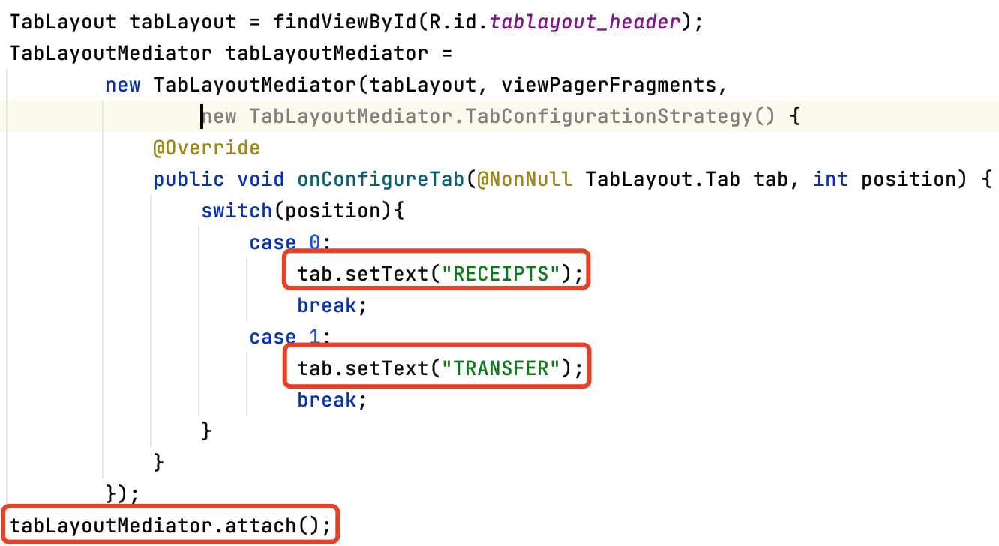 TabLayout tabLayout = findViewById(R.id.tablayout_header);
TabLayoutMediator tabLayoutMediator =
new TabLayoutMediator(tabLayout, viewPagerFragments,
new TabLayoutMediator.TabConfigurationStrategy() {
@Override
public void onConfigureTab(@NonNull TabLayout.Tab tab, int position) {
switch(position){
case 0:
tab.setText("RECEIPTS");
break;
case 1:
tab.setText("TRANSFER");
break;
}
}
});
tabLayoutMediator.attach();